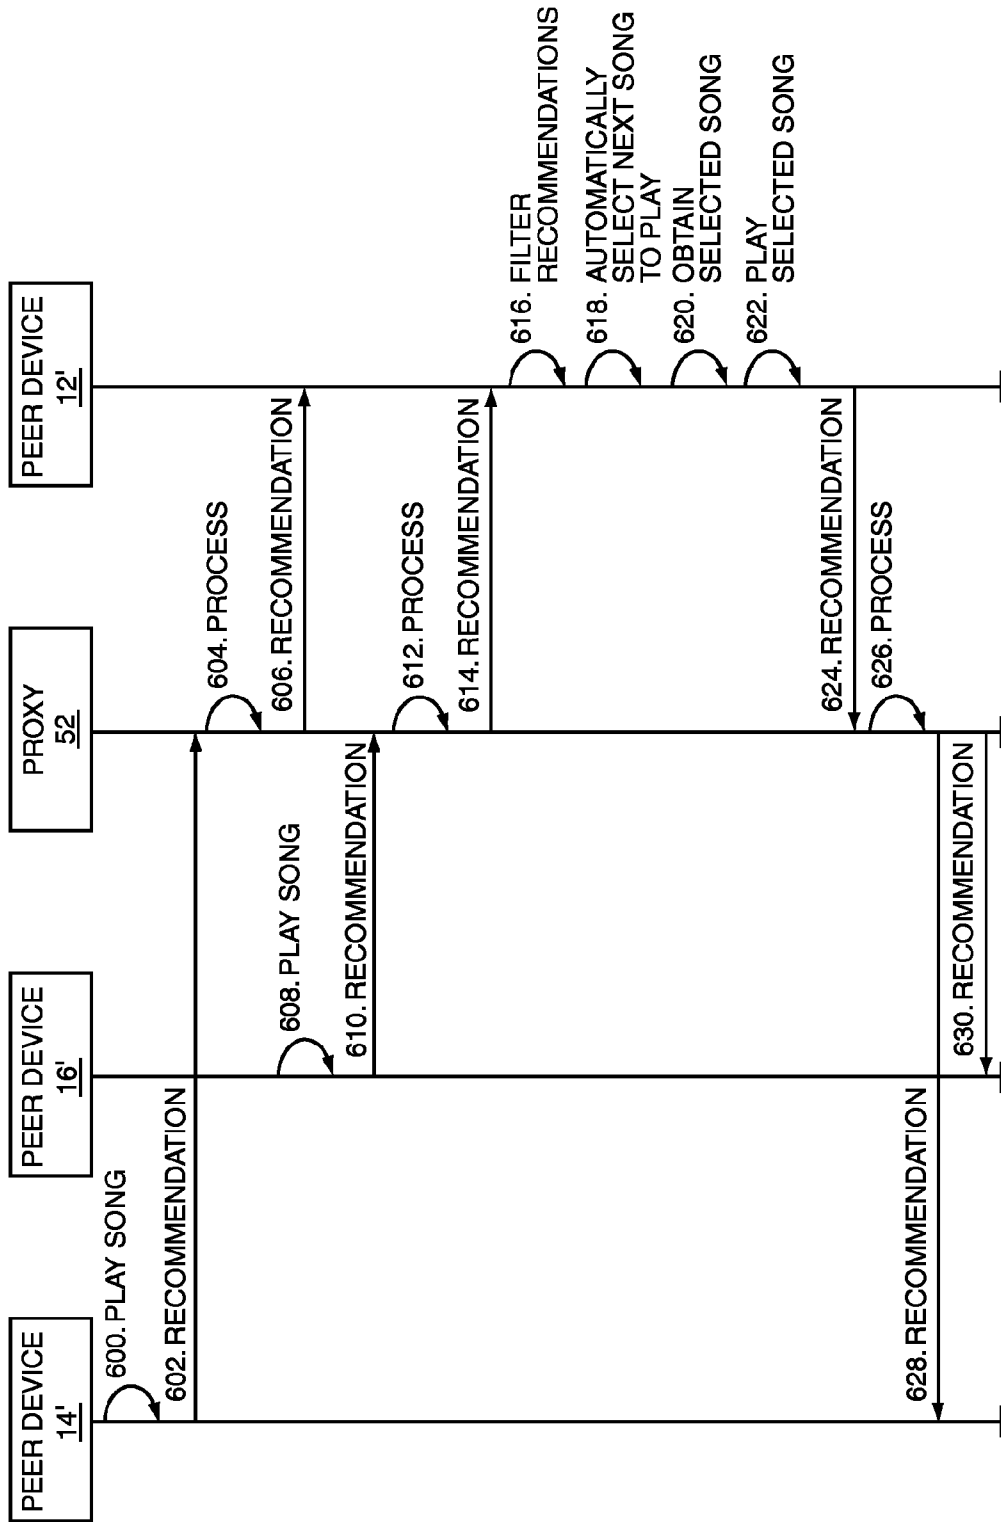 PEER DEVICE
14'
PEER DEVICE
16'
PROXY
52
PEER DEVICE
12'
600. PLAY SONG
602. RECOMMENDATION
604. PROCESS
606. RECOMMENDATION
608. PLAY SONG
610. RECOMMENDATION
612. PROCESS
614. RECOMMENDATION
616. FILTER
RECOMMENDATIONS
618. AUTOMATICALLY
SELECT NEXT SONG
TO PLAY
620. OBTAIN
SELECTED SONG
622. PLAY
SELECTED SONG
624. RECOMMENDATION
626. PROCESS
628. RECOMMENDATION
630. RECOMMENDATION